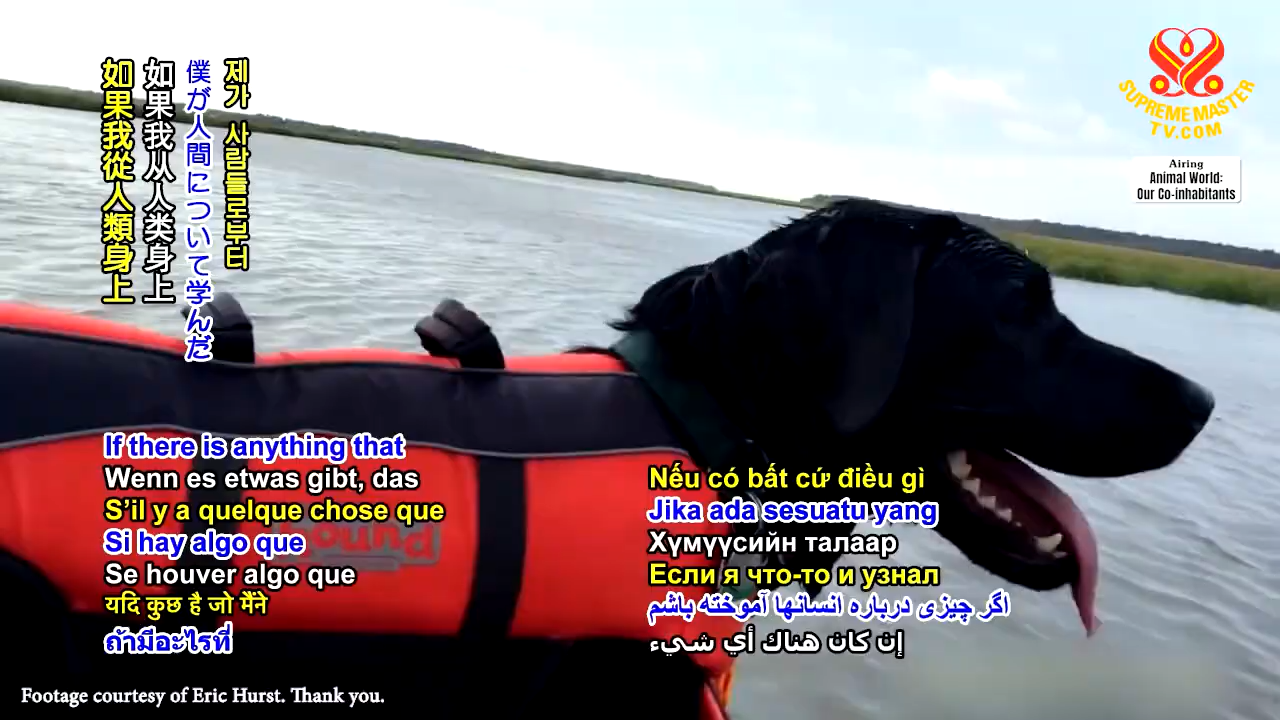 제가 사람들로부터
僕が人間について学んだ
如果我从人类身上
如果我從人類身上
SUPREME MASTER
TV.COM
Airing
Animal World:
Our Co-inhabitants
If there is anything that
Wenn es etwas gibt, das
S'il y a quelque chose que
Si hay algo que
Se houver algo que
यदि कुछ है जो मैंने
ถ้ามีอะไรที่
Nếu có bất cứ điều gì
Jika ada sesuatu yang
Хүмүүсийн талаар
Если я что-то и узнал
اگر چیزی درباره انسانها آموخته باشم
إن كان هناك أي شيء
Footage courtesy of Eric Hurst. Thank you.